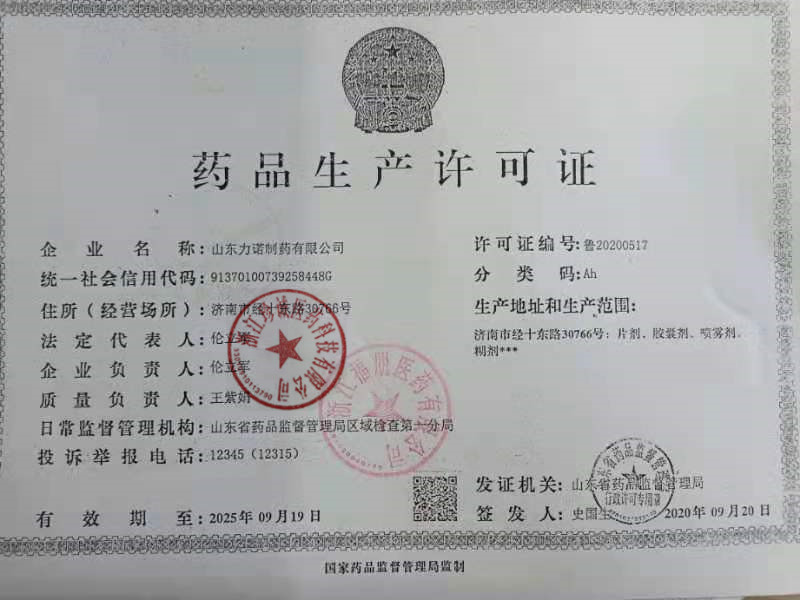 药品生产许可证
企业名称：山东力诺制药有限公司
统一社会信用代码：91370100739258448G
住所（经营场所）：济南市经十东路30766号
法定代表人：伦立军
企业负责人：伦立军
质量负责人：王紫娟
日常监督管理机构：山东省药品监督管理局区域检查第一分局
投诉举报电话：12345（12315）
有效期至：2025年09月19日
许可证编号：鲁20200517
分类码：Ah
生产地址和生产范围：
济南市经十东路30766号：片剂、胶囊剂、喷雾剂、
糊剂***
发证机关：山东省药品监督管理局
签发人：史国
2020年09月20日
行政许可专用章
国家药品监督管理局监制